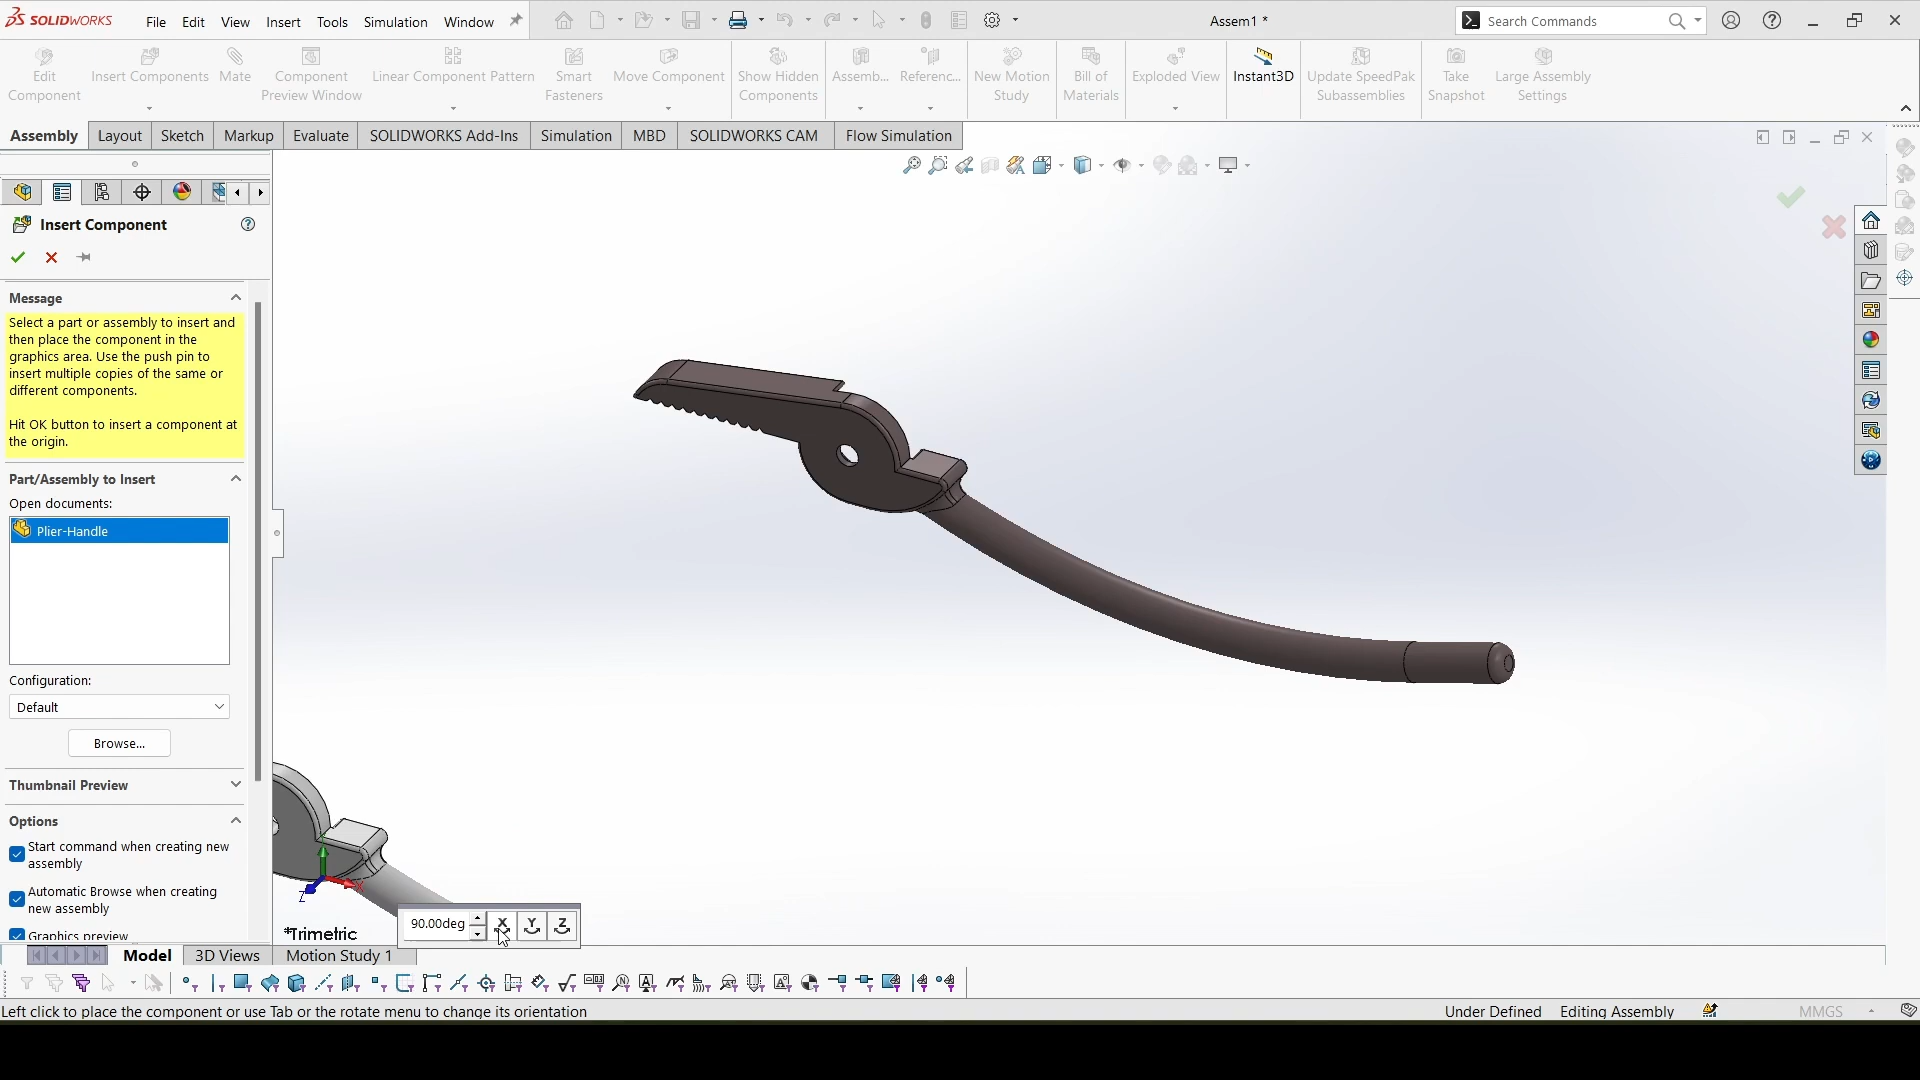 SOLIDWORKS
File Edit View Insert Tools Simulation Window
Assem1 *
Search Commands
Edit Component
Insert Components
Mate
Component Preview Window
Linear Component Pattern
Smart Fasteners
Move Component
Show Hidden Components
Assemb...
Referenc...
New Motion Study
Bill of Materials
Exploded View
Instant3D
Update SpeedPak Subassemblies
Take Snapshot
Large Assembly Settings
Assembly Layout Sketch Markup Evaluate SOLIDWORKS Add-Ins Simulation MBD SOLIDWORKS CAM Flow Simulation
Insert Component
Message
Select a part or assembly to insert and
then place the component in the
graphics area. Use the push pin to
insert multiple copies of the same or
different components.
Hit OK button to insert a component at
the origin.
Part/Assembly to Insert
Open documents:
Plier-Handle
Configuration:
Default
Browse...
Thumbnail Preview
Options
Start command when creating new
assembly
Automatic Browse when creating
new assembly
Graphics preview
Z
X
*Trimetric
90.00deg X Y Z
Model 3D Views Motion Study 1
Left click to place the component or use Tab or the rotate menu to change its orientation
Under Defined Editing Assembly MMGS